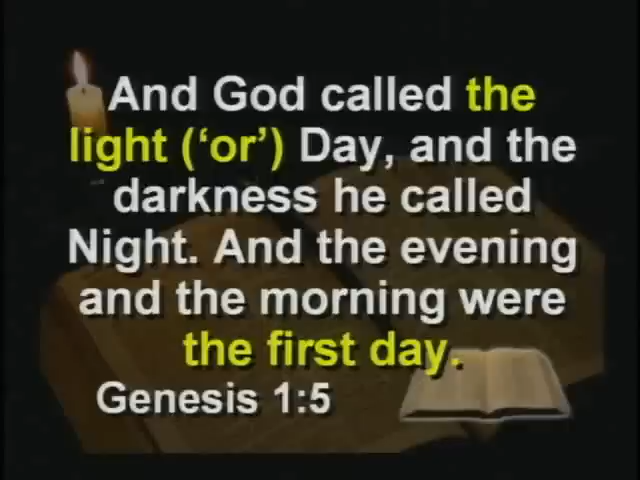 And God called the
light (‘or’) Day, and the
darkness he called
Night. And the evening
and the morning were
the first day.
Genesis 1:5